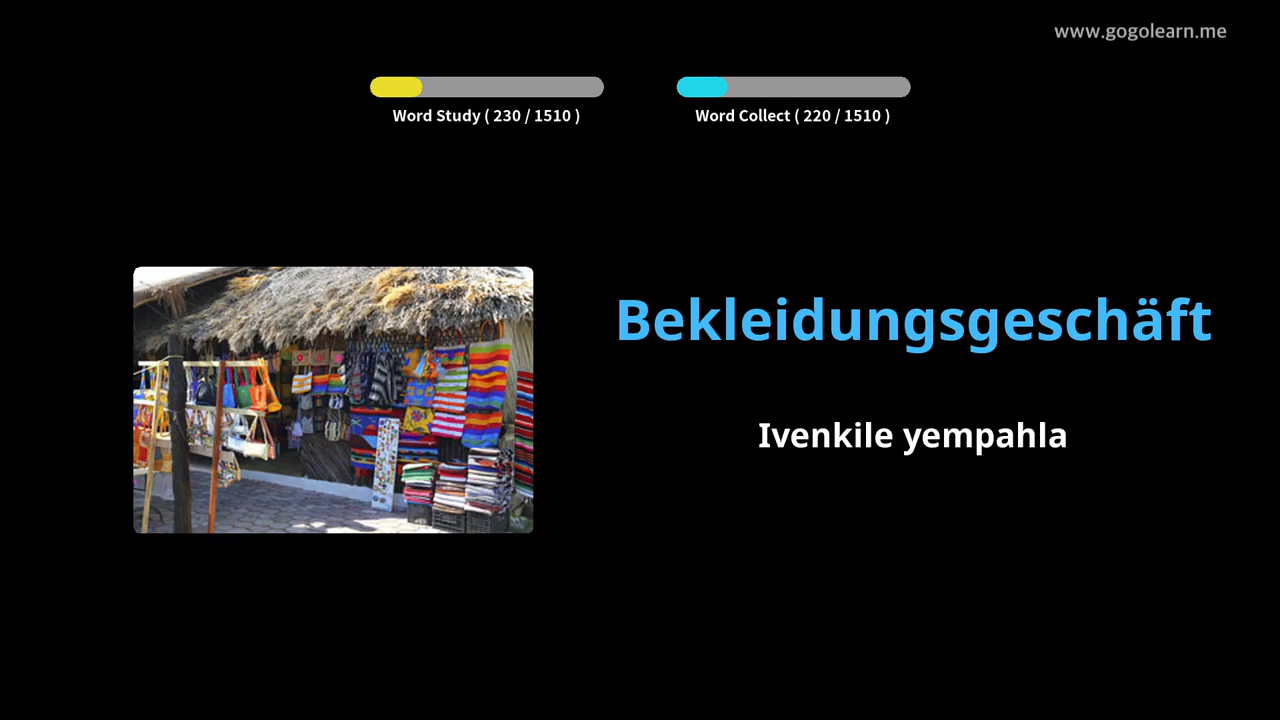 www.gogolearn.me
Word Study ( 230 / 1510 )
Word Collect ( 220 / 1510 )
Bekleidungsgeschäft
Ivenkile yempahla